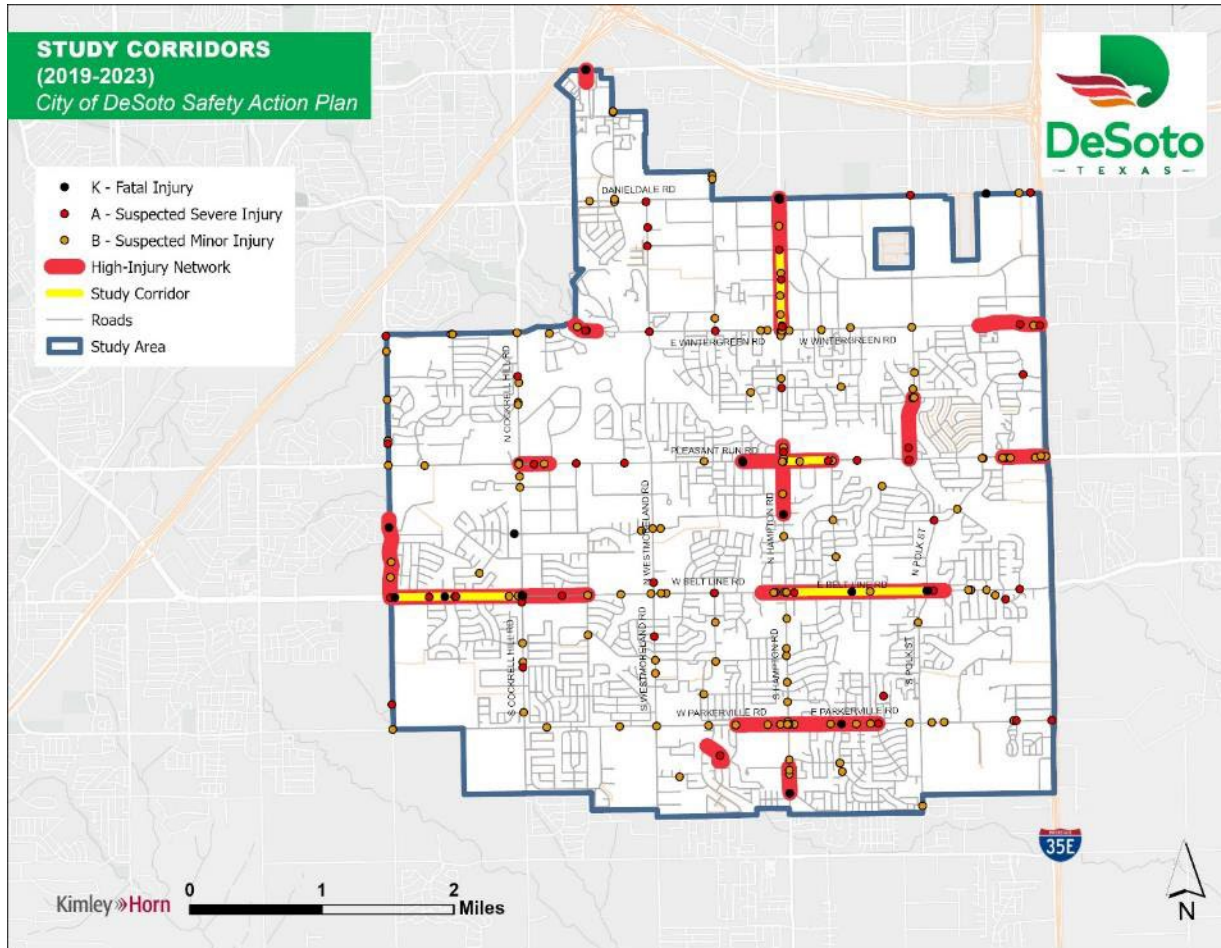 STUDY CORRIDORS
(2019-2023)
City of DeSoto Safety Action Plan
DeSoto
TEXAS
K - Fatal Injury
A - Suspected Severe Injury
B - Suspected Minor Injury
High-Injury Network
Study Corridor
Roads
Study Area
DANIELDALE RD
E WINTERGREEN RD
W WINTERGREEN RD
N COCKRELL HILL RD
PLEASANT RUN RD
N WESTMORELAND RD
N HAMPTON RD
N POLK ST
W BELT LINE RD
E BELT LINE RD
S COCKRELL HILL RD
S WESTMORELAND RD
S HAMPTON RD
S POLK ST
W PARKERVILLE RD
E PARKERVILLE RD
35E
Kimley»Horn
0 1 2
Miles
N